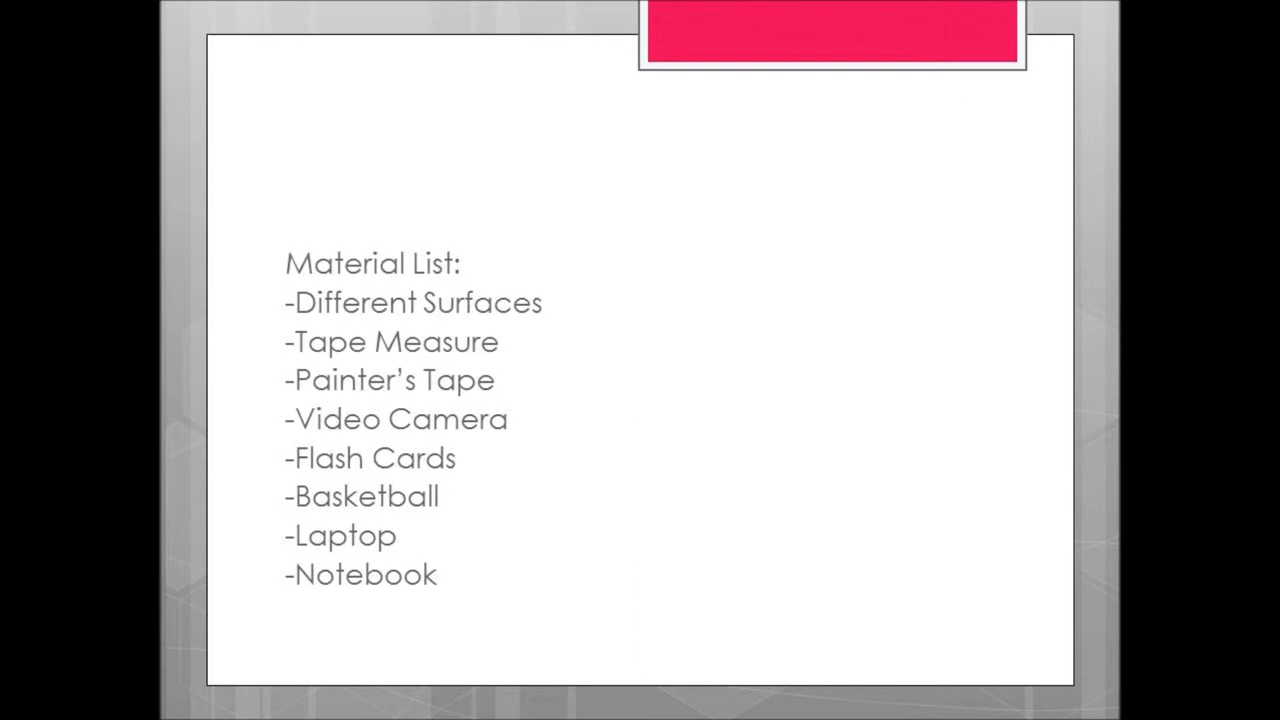 Material List:
-Different Surfaces
-Tape Measure
-Painter’s Tape
-Video Camera
-Flash Cards
-Basketball
-Laptop
-Notebook